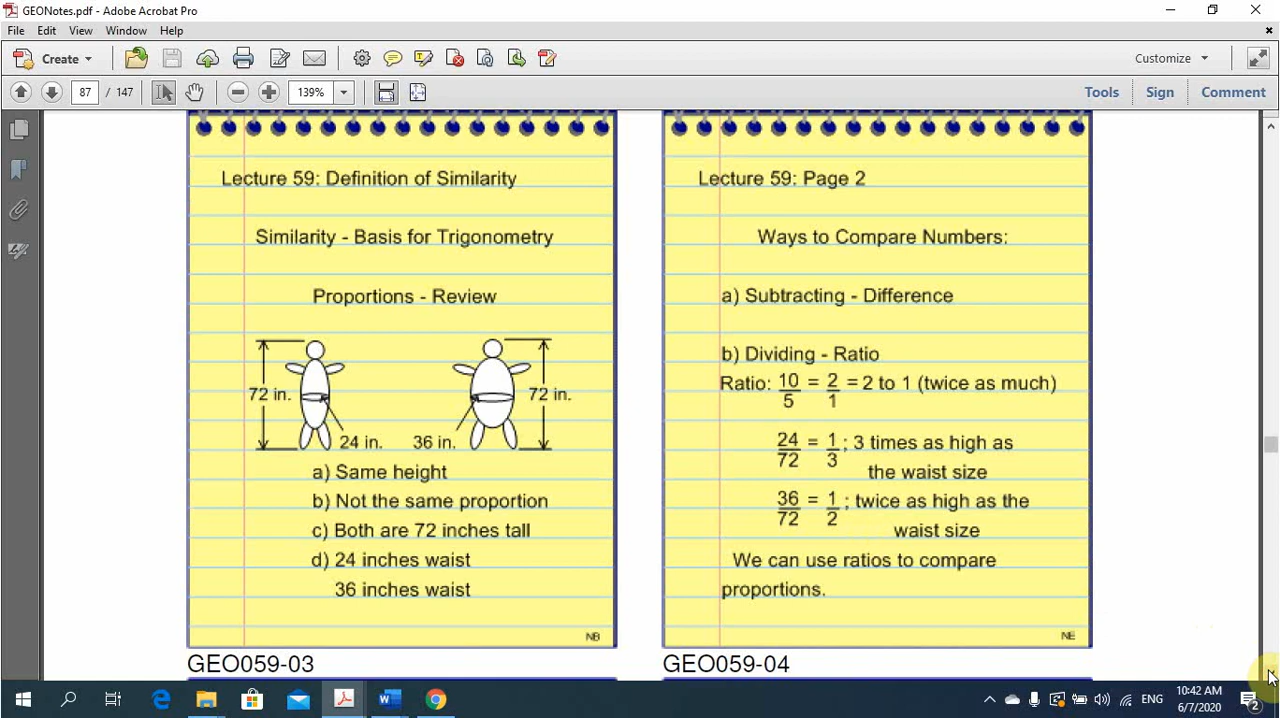 GEONotes.pdf - Adobe Acrobat Pro
File Edit View Window Help
Create Customize
87 / 147 139% Tools Sign Comment
Lecture 59: Definition of Similarity
Similarity - Basis for Trigonometry
Proportions - Review
72 in. 72 in.
24 in. 36 in.
a) Same height
b) Not the same proportion
c) Both are 72 inches tall
d) 24 inches waist
36 inches waist
NB
GEO059-03
Lecture 59: Page 2
Ways to Compare Numbers:
a) Subtracting - Difference
b) Dividing - Ratio
Ratio: 10/5 = 2/1 = 2 to 1 (twice as much)
24/72 = 1/3 ; 3 times as high as
the waist size
36/72 = 1/2 ; twice as high as the
waist size
We can use ratios to compare
proportions.
NE
GEO059-04
ENG 10:42 AM
6/7/2020 2